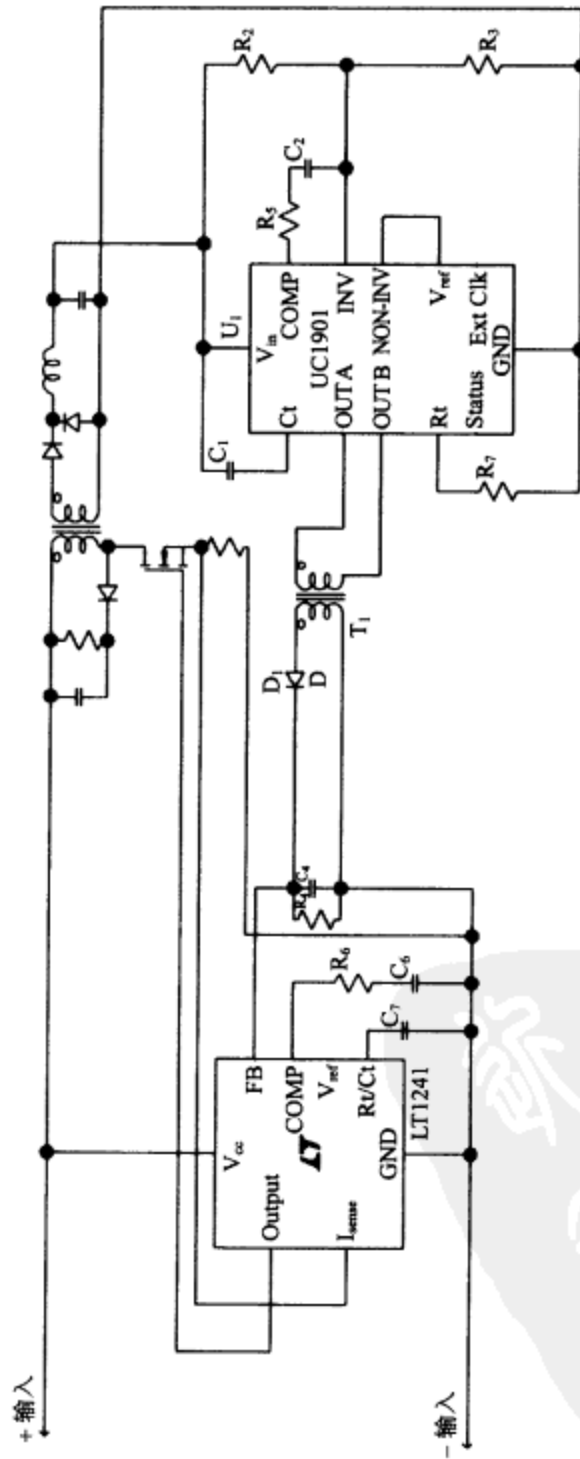 + 输入
- 输入
Vcc
Output
Isense
LT
FB
COMP
Vref
Rt/Ct
GND
LT1241
R6
C6
C7
R4
C4
D1
D
T1
U1
Vin
COMP
UC1901
INV
Ct
OUT A
OUT B
NON-INV
Vref
Rt
Status
Ext Clk
GND
C1
R5
C2
R2
R3
R7